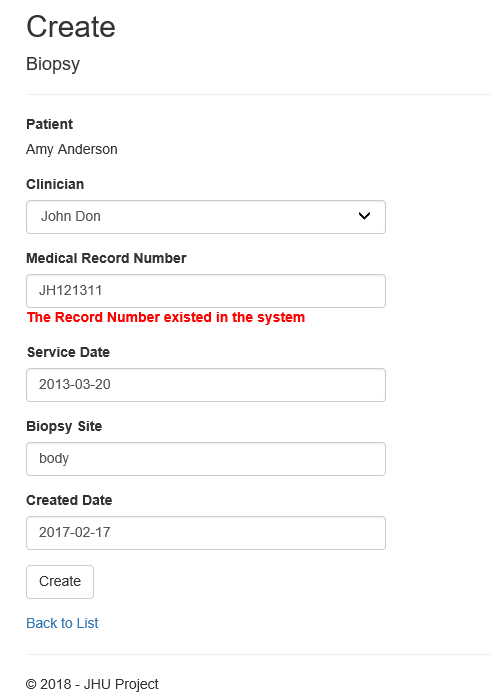 Create
Biopsy
Patient
Amy Anderson
Clinician
John Don
Medical Record Number
JH121311
The Record Number existed in the system
Service Date
2013-03-20
Biopsy Site
body
Created Date
2017-02-17
Create
Back to List
© 2018 - JHU Project